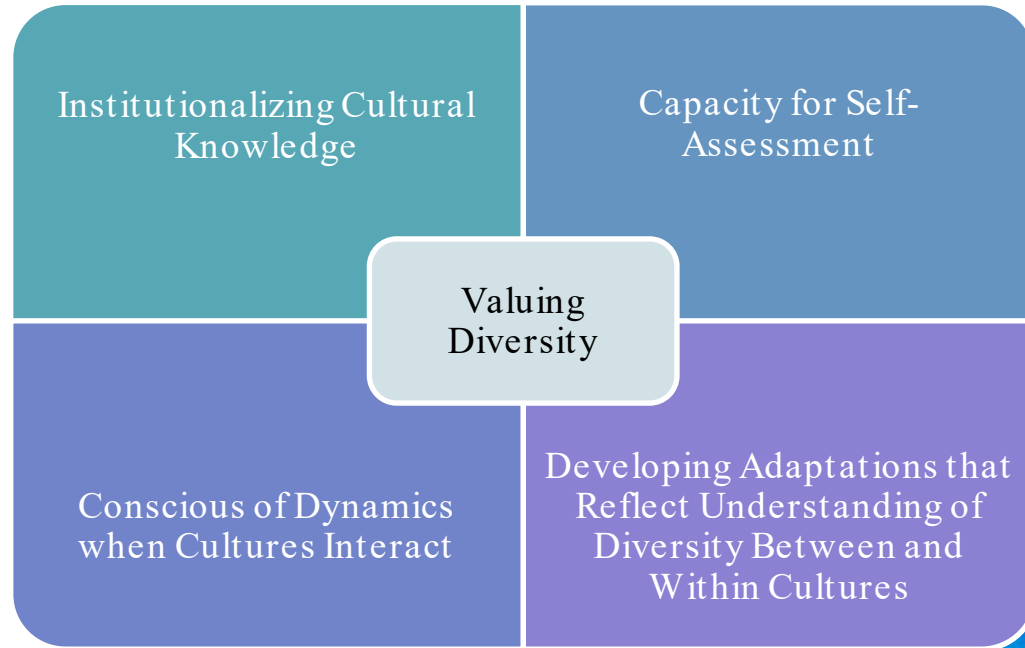 Institutionalizing Cultural
Knowledge
Capacity for Self-
Assessment
Valuing
Diversity
Conscious of Dynamics
when Cultures Interact
Developing Adaptations that
Reflect Understanding of
Diversity Between and
Within Cultures